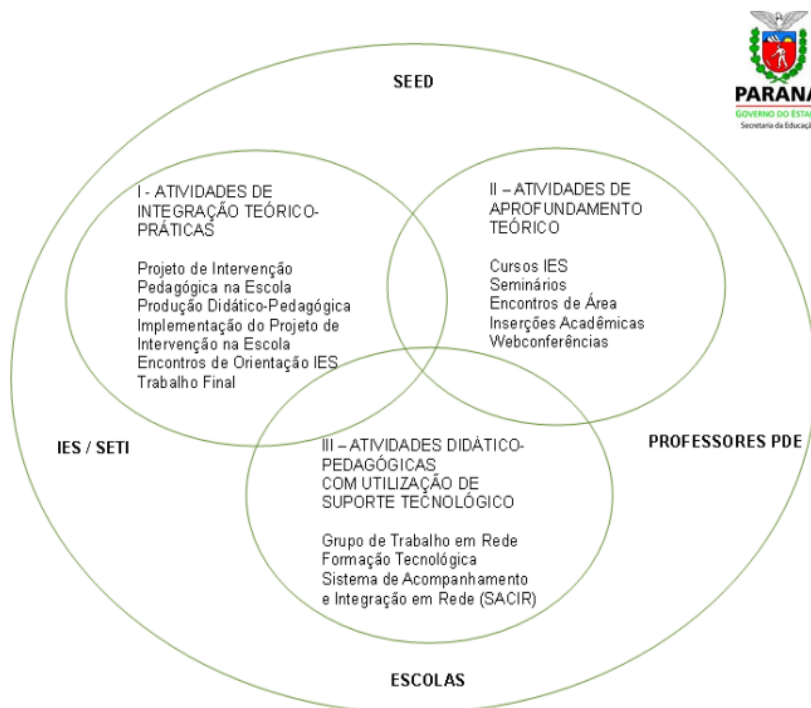 PARANÁ
GOVERNO DO ESTADO
Secretaria da Educação
SEED
I - ATIVIDADES DE
INTEGRAÇÃO TEÓRICO-
PRÁTICAS
Projeto de Intervenção
Pedagógica na Escola
Produção Didático-Pedagógica
Implementação do Projeto de
Intervenção na Escola
Encontros de Orientação IES
Trabalho Final
II – ATIVIDADES DE
APROFUNDAMENTO
TEÓRICO
Cursos IES
Seminários
Encontros de Área
Inserções Acadêmicas
Webconferências
IES / SETI
PROFESSORES PDE
III – ATIVIDADES DIDÁTICO-
PEDAGÓGICAS
COM UTILIZAÇÃO DE
SUPORTE TECNOLÓGICO
Grupo de Trabalho em Rede
Formação Tecnológica
Sistema de Acompanhamento
e Integração em Rede (SACIR)
ESCOLAS